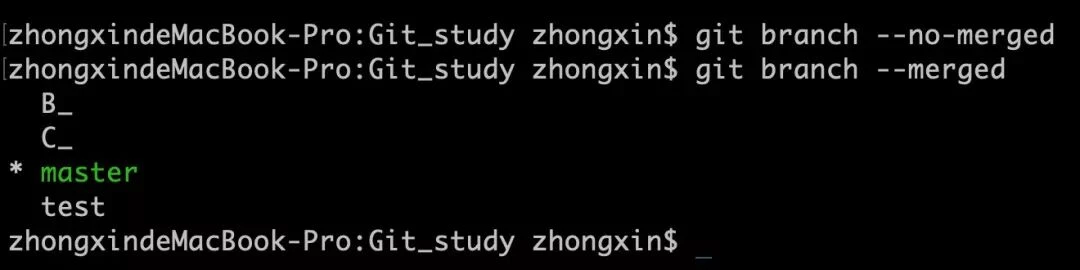 zhongxindeMacBook-Pro:Git_study zhongxin$ git branch --no-merged
zhongxindeMacBook-Pro:Git_study zhongxin$ git branch --merged
  B_
  C_
* master
  test
zhongxindeMacBook-Pro:Git_study zhongxin$